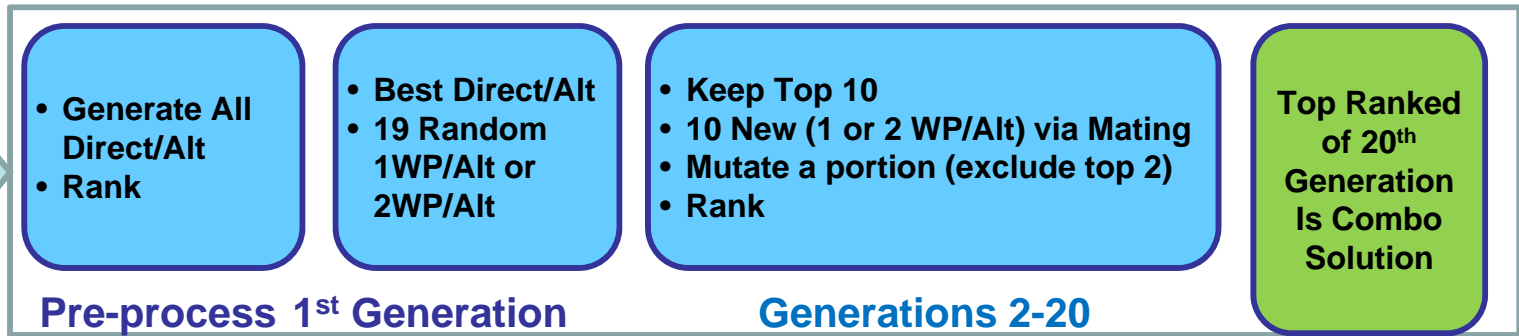 • Generate All
Direct/Alt
• Rank
• Best Direct/Alt
• 19 Random
1WP/Alt or
2WP/Alt
• Keep Top 10
• 10 New (1 or 2 WP/Alt) via Mating
• Mutate a portion (exclude top 2)
• Rank
Top Ranked
of 20th
Generation
Is Combo
Solution
Pre-process 1st Generation
Generations 2-20